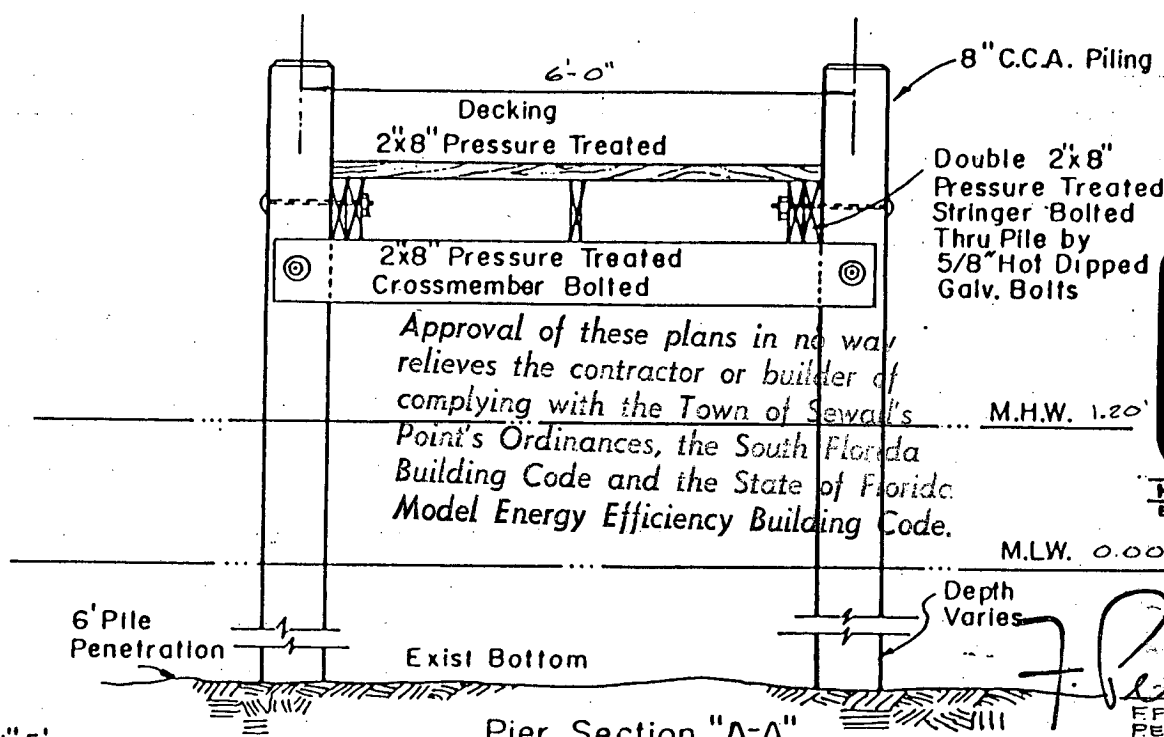 8" C.C.A. Piling
6'-0"
Decking
2"x8" Pressure Treated
Double 2"x8"
Pressure Treated
Stringer Bolted
Thru Pile by
5/8" Hot Dipped
Galv. Bolts
2"x8" Pressure Treated
Crossmember Bolted
Approval of these plans in no way
relieves the contractor or builder of
complying with the Town of Sewall's
Point's Ordinances, the South Florida
Building Code and the State of Florida
Model Energy Efficiency Building Code.
M.H.W. 1.20'
M.L.W. 0.00
Depth
Varies
6' Pile
Penetration
Exist Bottom
Pier Section "A-A"